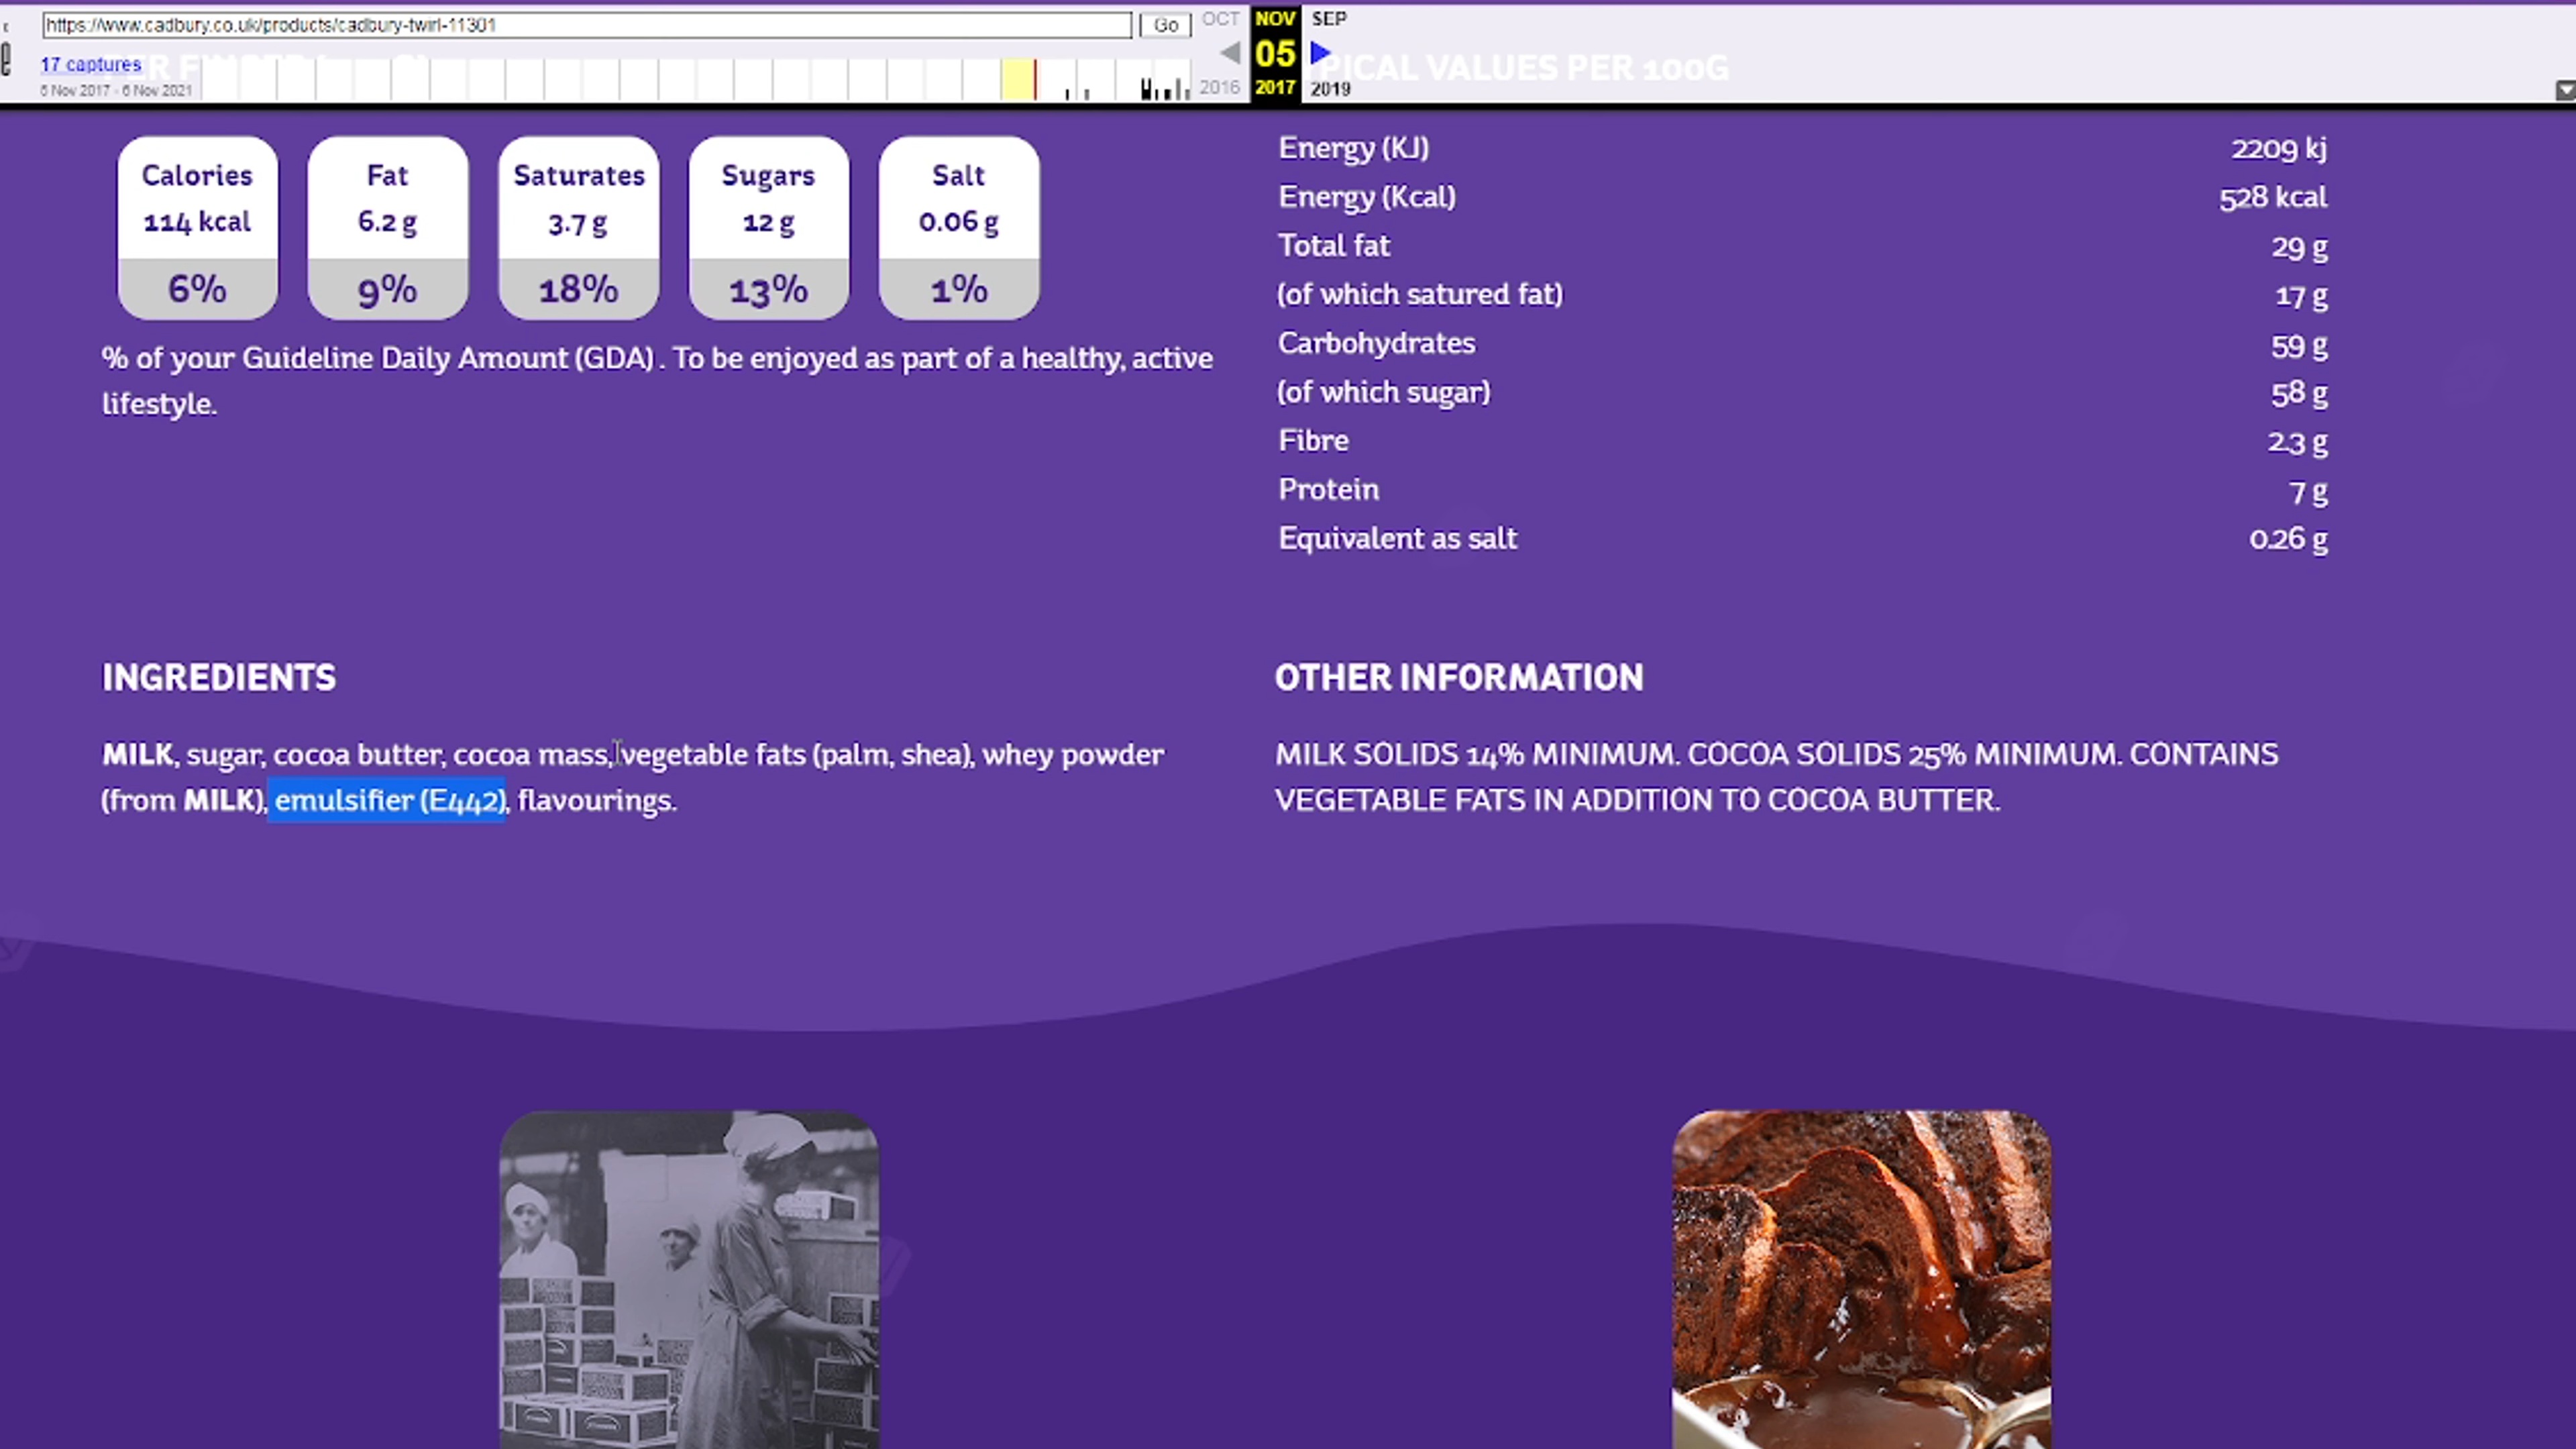 https://www.cadbury.co.uk/products/cadbury-twirl-11301
Go
OCT
NOV
SEP
17 captures
05
6 Nov 2017 - 6 Nov 2021
2016
2017
2019
PICAL VALUES PER 100G
Calories
114 kcal
6%
Fat
6.2 g
9%
Saturates
3.7 g
18%
Sugars
12 g
13%
Salt
0.06 g
1%
% of your Guideline Daily Amount (GDA) . To be enjoyed as part of a healthy, active
lifestyle.
Energy (KJ) 2209 kj
Energy (Kcal) 528 kcal
Total fat 29 g
(of which satured fat) 17 g
Carbohydrates 59 g
(of which sugar) 58 g
Fibre 2.3 g
Protein 7 g
Equivalent as salt 0.26 g
INGREDIENTS
MILK, sugar, cocoa butter, cocoa mass, vegetable fats (palm, shea), whey powder
(from MILK), emulsifier (E442), flavourings.
OTHER INFORMATION
MILK SOLIDS 14% MINIMUM. COCOA SOLIDS 25% MINIMUM. CONTAINS
VEGETABLE FATS IN ADDITION TO COCOA BUTTER.